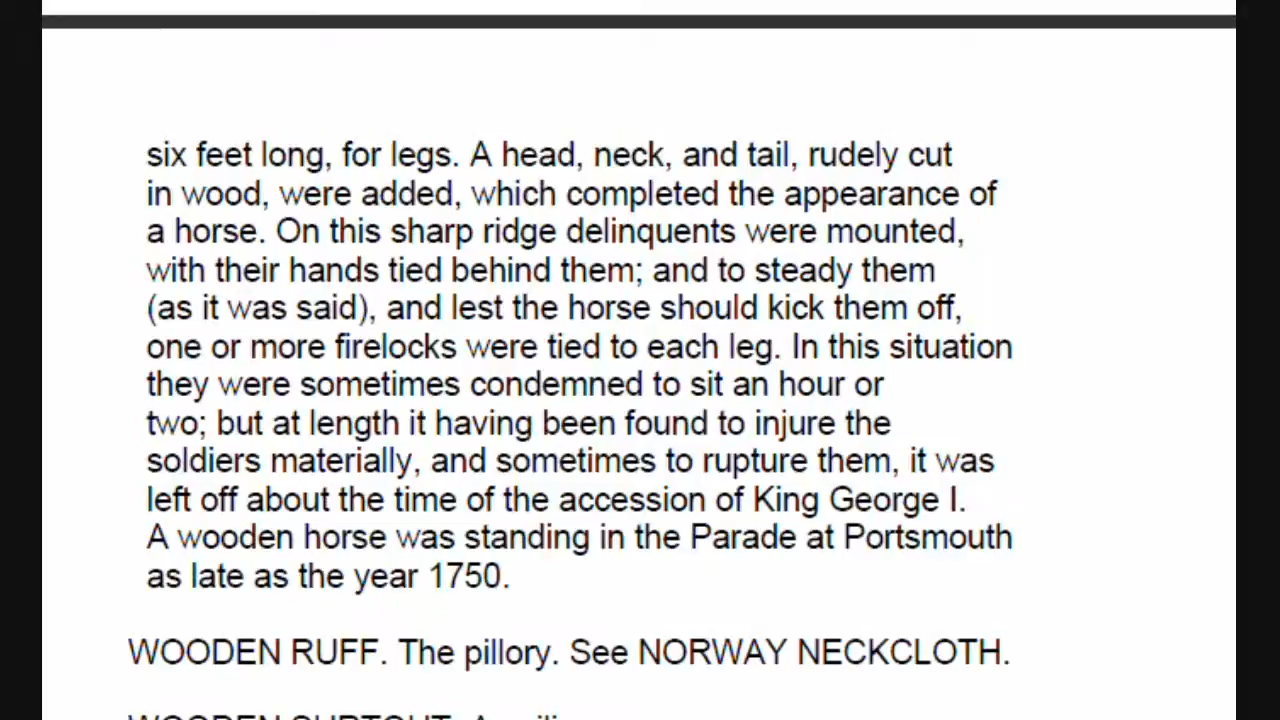 six feet long, for legs. A head, neck, and tail, rudely cut
in wood, were added, which completed the appearance of
a horse. On this sharp ridge delinquents were mounted,
with their hands tied behind them; and to steady them
(as it was said), and lest the horse should kick them off,
one or more firelocks were tied to each leg. In this situation
they were sometimes condemned to sit an hour or
two; but at length it having been found to injure the
soldiers materially, and sometimes to rupture them, it was
left off about the time of the accession of King George I.
A wooden horse was standing in the Parade at Portsmouth
as late as the year 1750.
WOODEN RUFF. The pillory. See NORWAY NECKCLOTH.
WOODEN SURTOUT. A